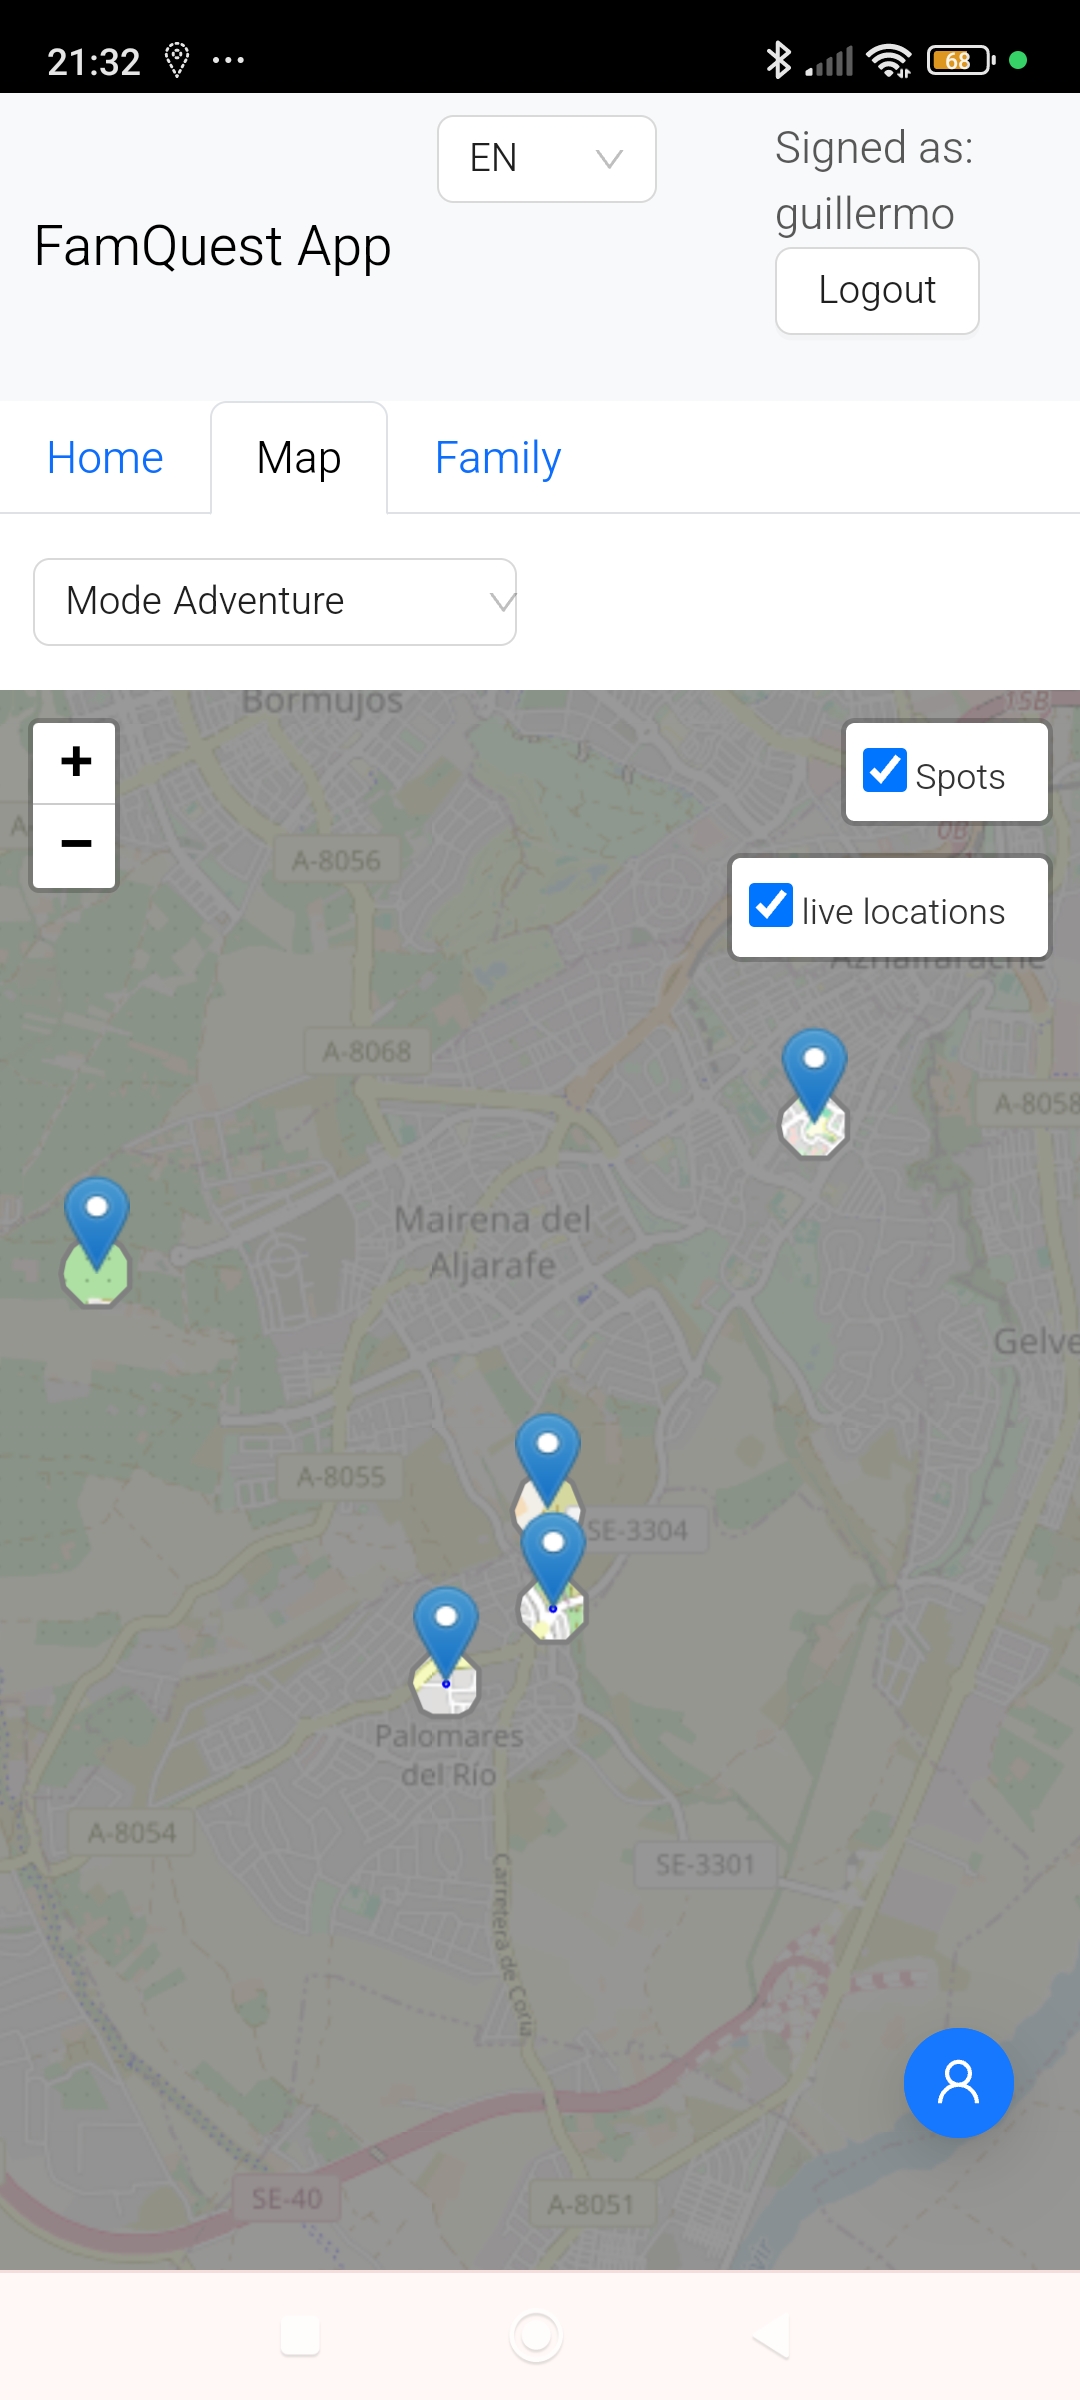 21:32
68
EN
Signed as:
guillermo
FamQuest App
Logout
Home
Map
Family
Mode Adventure
Bormujos
+
−
Spots
A-8056
live locations
A-8068
A-8058
Mairena del
Aljarafe
Gelve
A-8055
SE-3304
Palomares
del Río
A-8054
SE-3301
Carretera de Coria
SE-40
A-8051